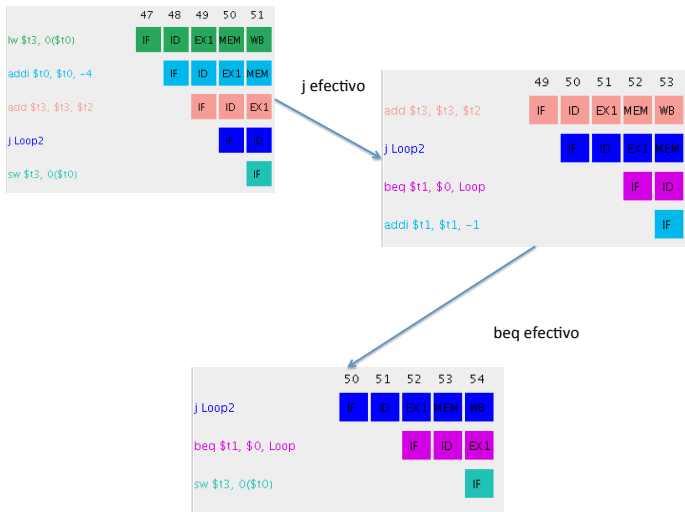 47 48 49 50 51
lw $t3, 0($t0) IF ID EX1 MEM WB
addi $t0, $t0, -4 IF ID EX1 MEM
add $t3, $t3, $t2 IF ID EX1
j Loop2 IF ID
sw $t3, 0($t0) IF
j efectivo
49 50 51 52 53
add $t3, $t3, $t2 IF ID EX1 MEM WB
j Loop2 IF ID EX1 MEM
beq $t1, $0, Loop IF ID
addi $t1, $t1, -1 IF
beq efectivo
50 51 52 53 54
j Loop2 IF ID EX1 MEM WB
beq $t1, $0, Loop IF ID EX1
sw $t3, 0($t0) IF